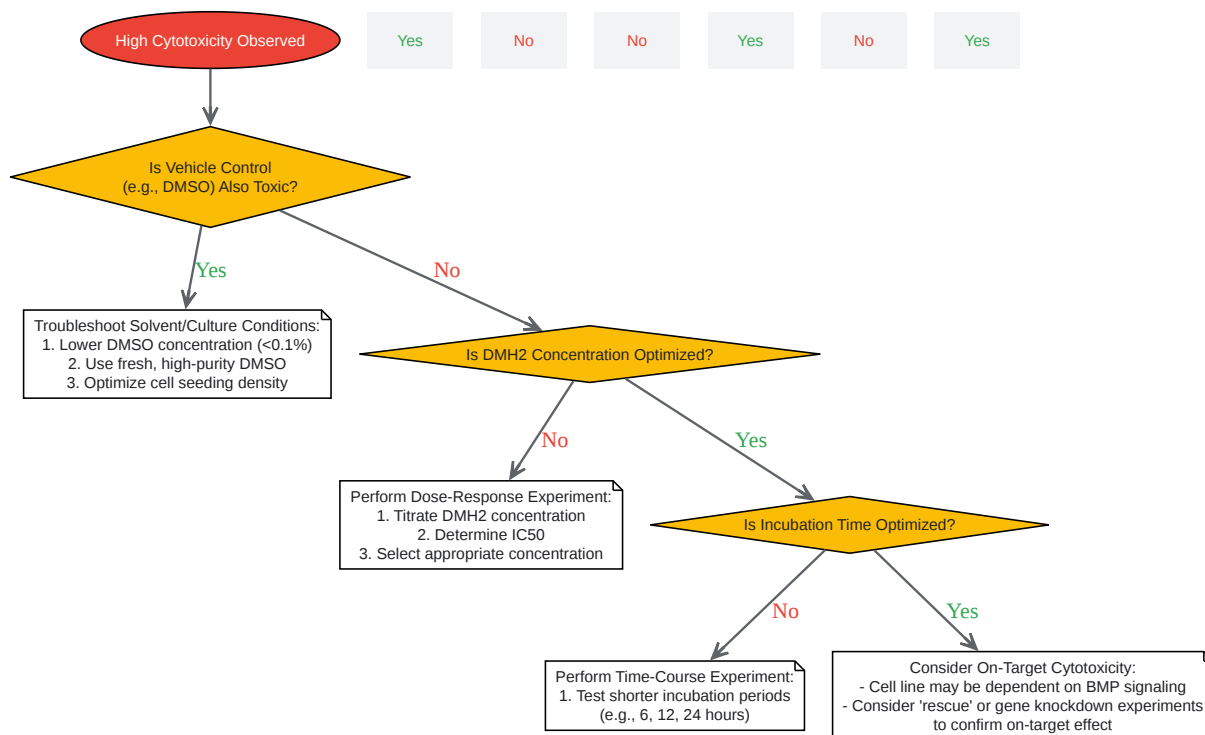 High Cytotoxicity Observed
Yes
No
No
Yes
No
Yes
Is Vehicle Control
(e.g., DMSO) Also Toxic?
Yes
No
Troubleshoot Solvent/Culture Conditions:
1. Lower DMSO concentration (<0.1%)
2. Use fresh, high-purity DMSO
3. Optimize cell seeding density
Is DMH2 Concentration Optimized?
No
Yes
Perform Dose-Response Experiment:
1. Titrate DMH2 concentration
2. Determine IC50
3. Select appropriate concentration
Is Incubation Time Optimized?
No
Yes
Perform Time-Course Experiment:
1. Test shorter incubation periods
(e.g., 6, 12, 24 hours)
Consider On-Target Cytotoxicity:
- Cell line may be dependent on BMP signaling
- Consider 'rescue' or gene knockdown experiments
to confirm on-target effect